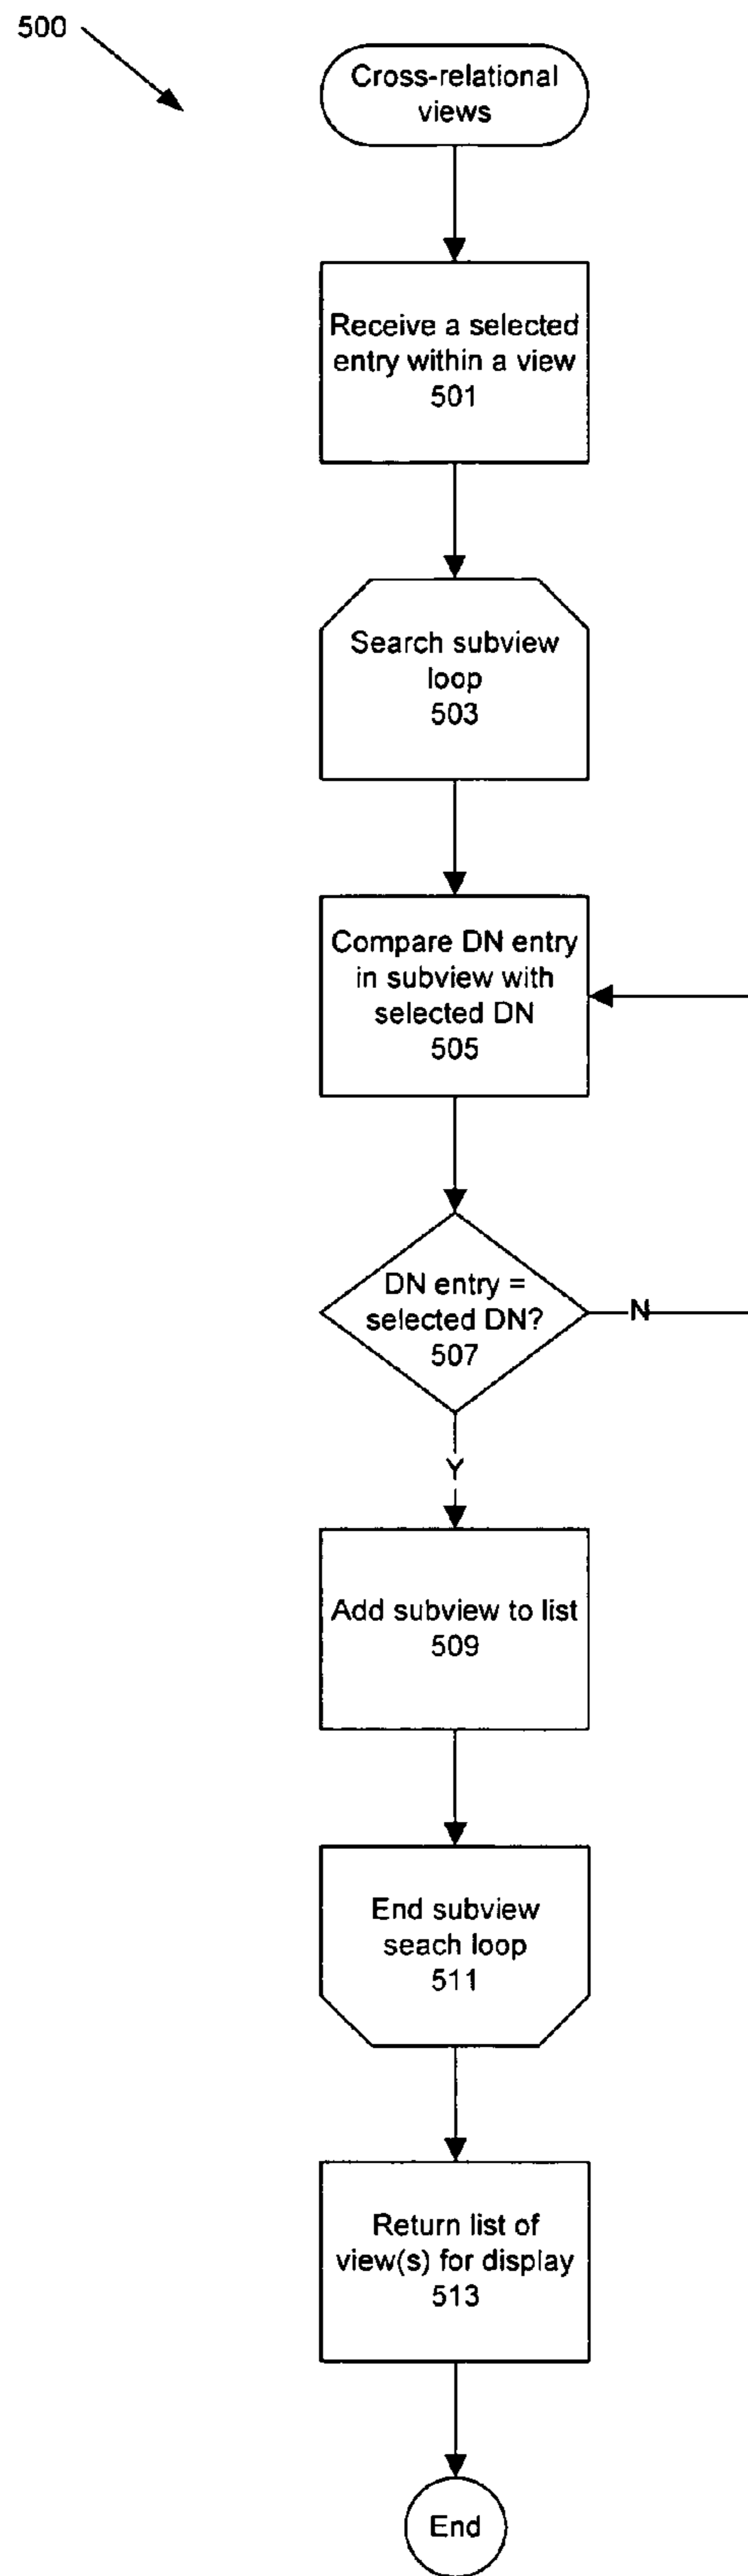 500
Cross-relational
views
Receive a selected
entry within a view
501
Search subview
loop
503
Compare DN entry
in subview with
selected DN
505
DN entry =
selected DN?
507
N
Y
Add subview to list
509
End subview
seach loop
511
Return list of
view(s) for display
513
End